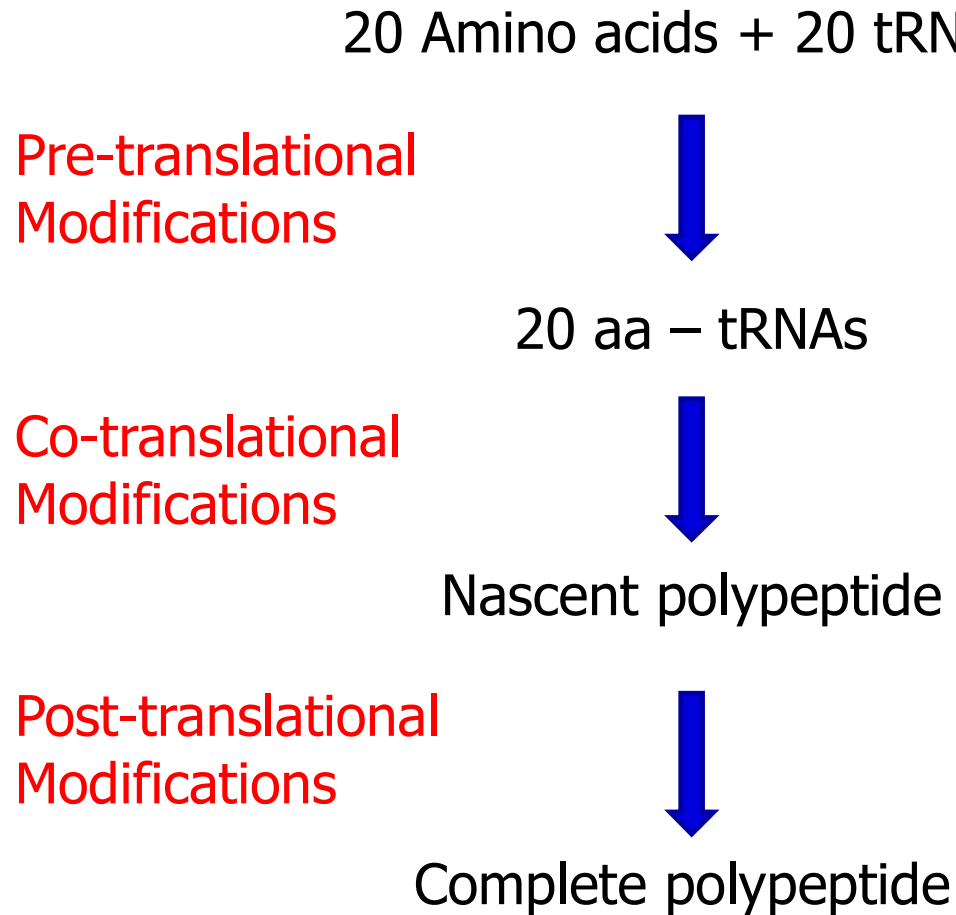 20 Amino acids + 20 tRN
Pre-translational
Modifications
20 aa – tRNAs
Co-translational
Modifications
Nascent polypeptide
Post-translational
Modifications
Complete polypeptide